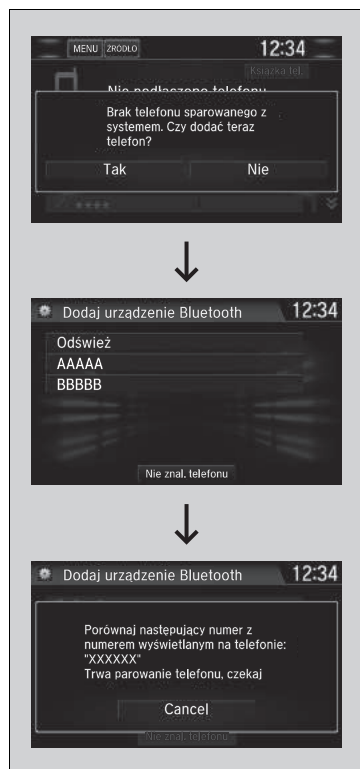 MENU ŹRÓDŁO 12:34
Książka tel.
Nie podłączono telefonu
Brak telefonu sparowanego z
systemem. Czy dodać teraz
telefon?
Tak Nie
Dodaj urządzenie Bluetooth 12:34
Odśwież
AAAAA
BBBBB
Nie znal. telefonu
Dodaj urządzenie Bluetooth 12:34
Porównaj następujący numer z
numerem wyświetlanym na telefonie:
"XXXXXX"
Trwa parowanie telefonu, czekaj
Cancel
Nie znal. telefonu